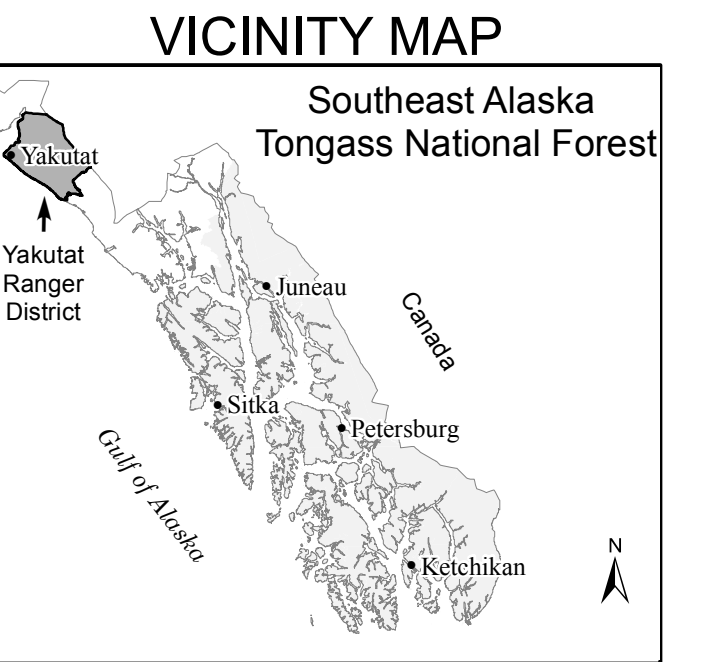 VICINITY MAP
Southeast Alaska
Tongass National Forest
Yakutat
Yakutat
Ranger
District
Juneau
Canada
Sitka
Petersburg
Gulf of Alaska
N
Ketchikan